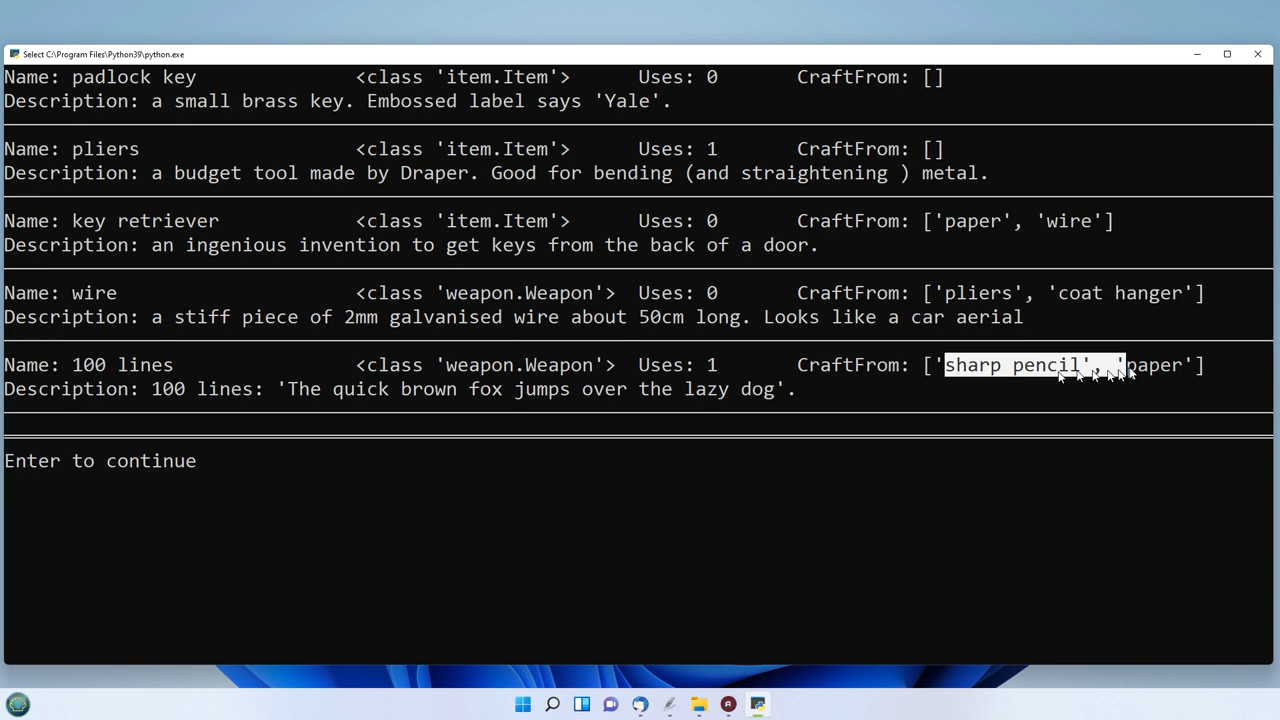 Select C:\Program Files\Python39\python.exe
Name: padlock key <class 'item.Item'> Uses: 0 CraftFrom: []
Description: a small brass key. Embossed label says 'Yale'.
Name: pliers <class 'item.Item'> Uses: 1 CraftFrom: []
Description: a budget tool made by Draper. Good for bending (and straightening ) metal.
Name: key retriever <class 'item.Item'> Uses: 0 CraftFrom: ['paper', 'wire']
Description: an ingenious invention to get keys from the back of a door.
Name: wire <class 'weapon.Weapon'> Uses: 0 CraftFrom: ['pliers', 'coat hanger']
Description: a stiff piece of 2mm galvanised wire about 50cm long. Looks like a car aerial
Name: 100 lines <class 'weapon.Weapon'> Uses: 1 CraftFrom: ['sharp pencil', 'paper']
Description: 100 lines: 'The quick brown fox jumps over the lazy dog'.
Enter to continue